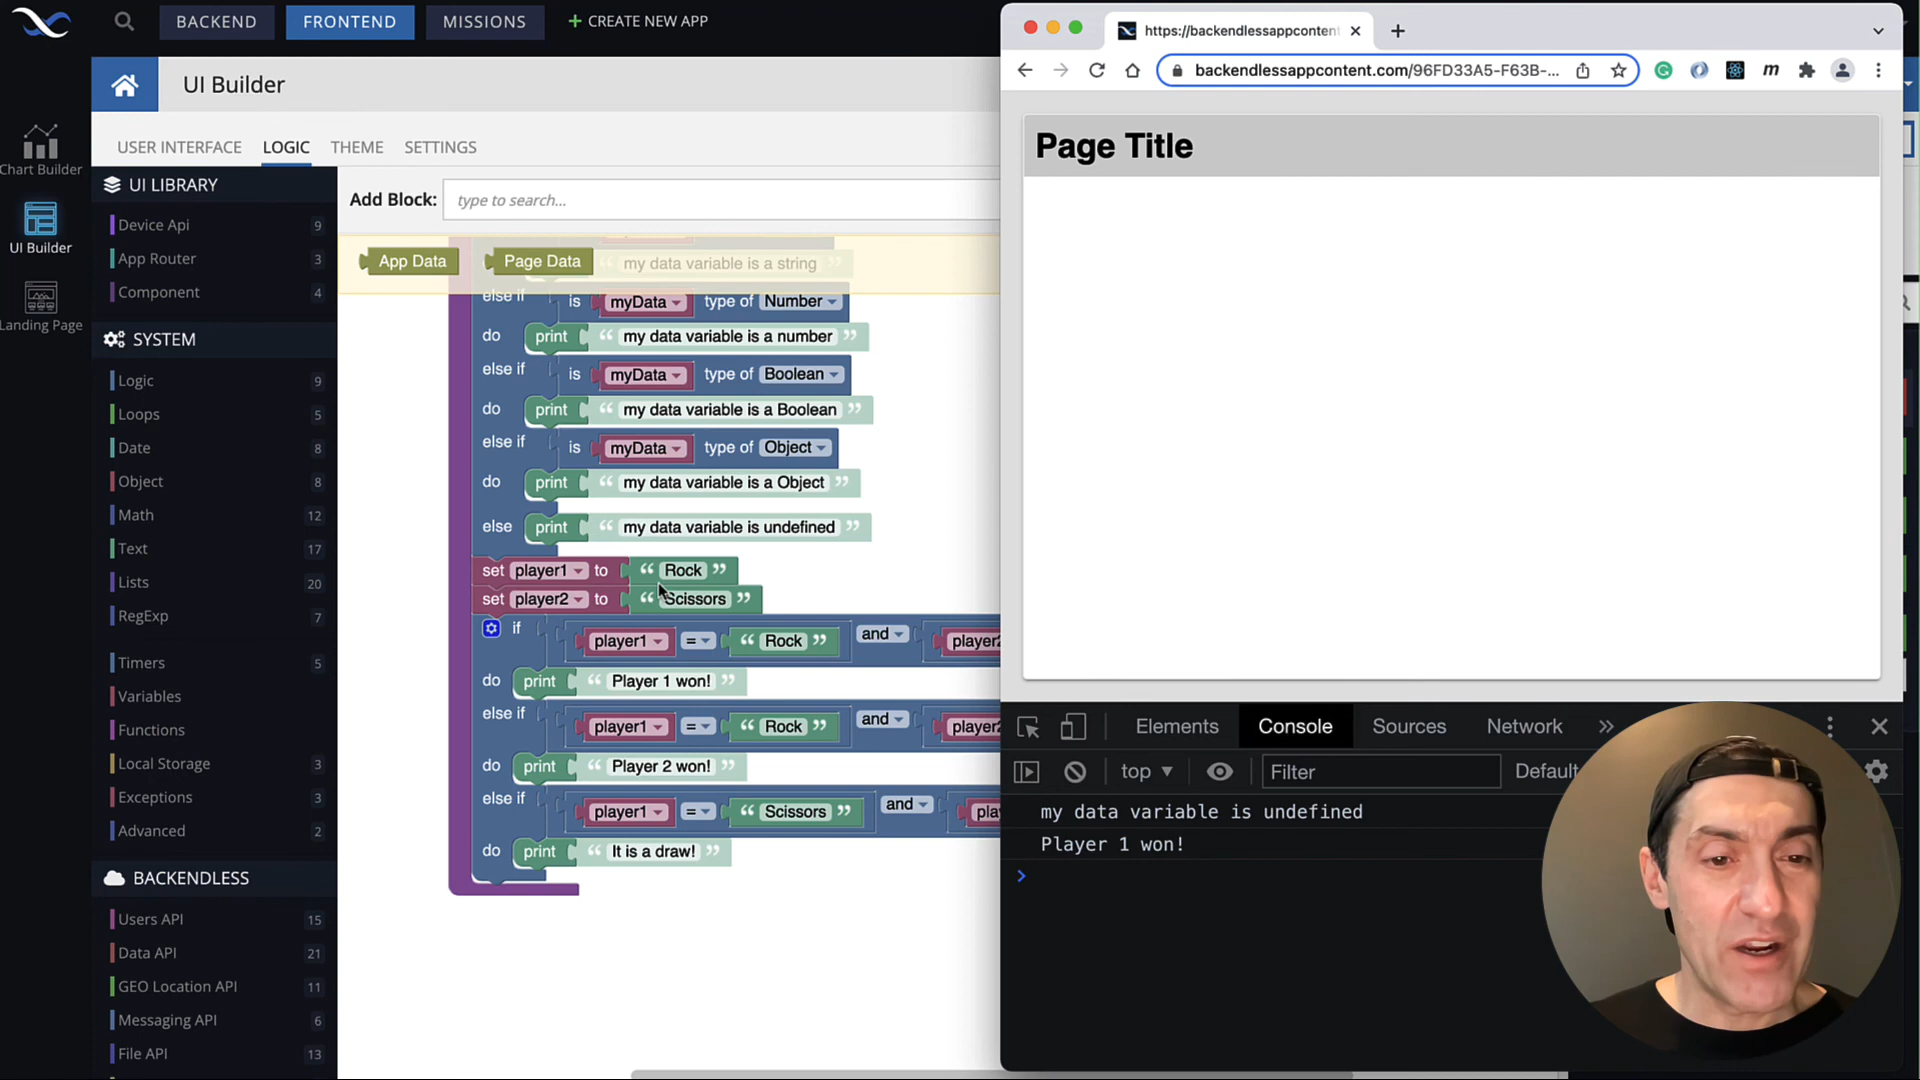 BACKEND FRONTEND MISSIONS + CREATE NEW APP
UI Builder
USER INTERFACE LOGIC THEME SETTINGS
Chart Builder
UI Builder
Landing Page
UI LIBRARY
Device Api 9
App Router 3
Component 4
SYSTEM
Logic 9
Loops 5
Date 8
Object 8
Math 12
Text 17
Lists 20
RegExp 7
Timers 5
Variables
Functions
Local Storage 3
Exceptions 3
Advanced 2
BACKENDLESS
Users API 15
Data API 21
GEO Location API 11
Messaging API 6
File API 13
Add Block: type to search...
App Data Page Data
“ my data variable is a string ”
else if is myData type of Number
do print “ my data variable is a number ”
else if is myData type of Boolean
do print “ my data variable is a Boolean ”
else if is myData type of Object
do print “ my data variable is a Object ”
else print “ my data variable is undefined ”
set player1 to “ Rock ”
set player2 to “ Scissors ”
if player1 = “ Rock ” and player2
do print “ Player 1 won! ”
else if player1 = “ Rock ” and player2
do print “ Player 2 won! ”
else if player1 = “ Scissors ” and pla
do print “ It is a draw! ”
https://backendlessappcontent
backendlessappcontent.com/96FD33A5-F63B-...
Page Title
Elements Console Sources Network »
top Filter Default
my data variable is undefined
Player 1 won!
>